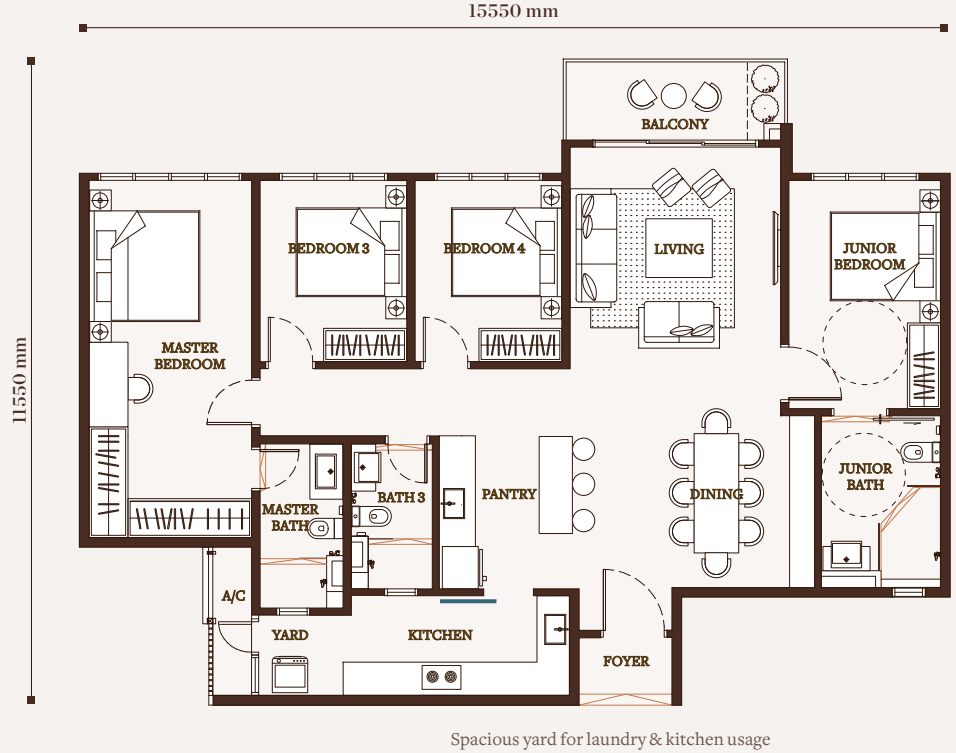 15550 mm
11550 mm
BALCONY
BEDROOM 3
BEDROOM 4
LIVING
JUNIOR
BEDROOM
MASTER
BEDROOM
JUNIOR
BATH
BATH 3
PANTRY
DINING
MASTER
BATH
A/C
YARD
KITCHEN
FOYER
Spacious yard for laundry & kitchen usage